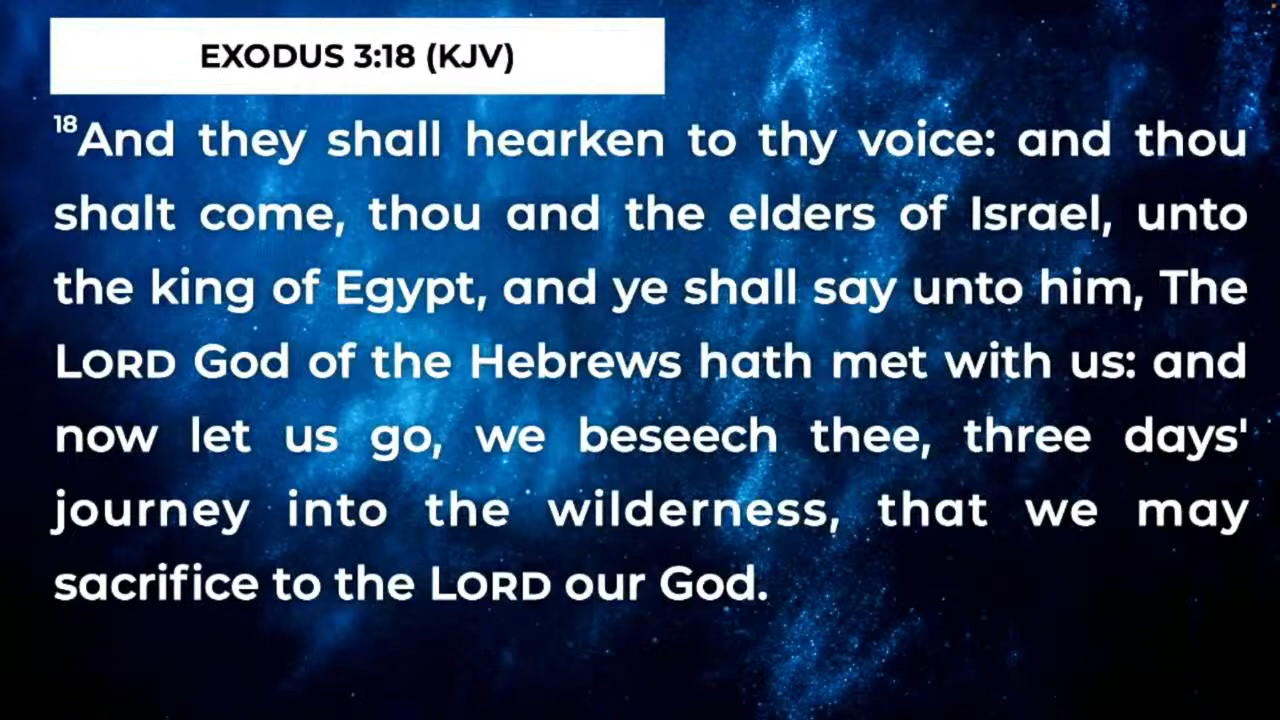 EXODUS 3:18 (KJV)
18And they shall hearken to thy voice: and thou
shalt come, thou and the elders of Israel, unto
the king of Egypt, and ye shall say unto him, The
LORD God of the Hebrews hath met with us: and
now let us go, we beseech thee, three days'
journey into the wilderness, that we may
sacrifice to the LORD our God.